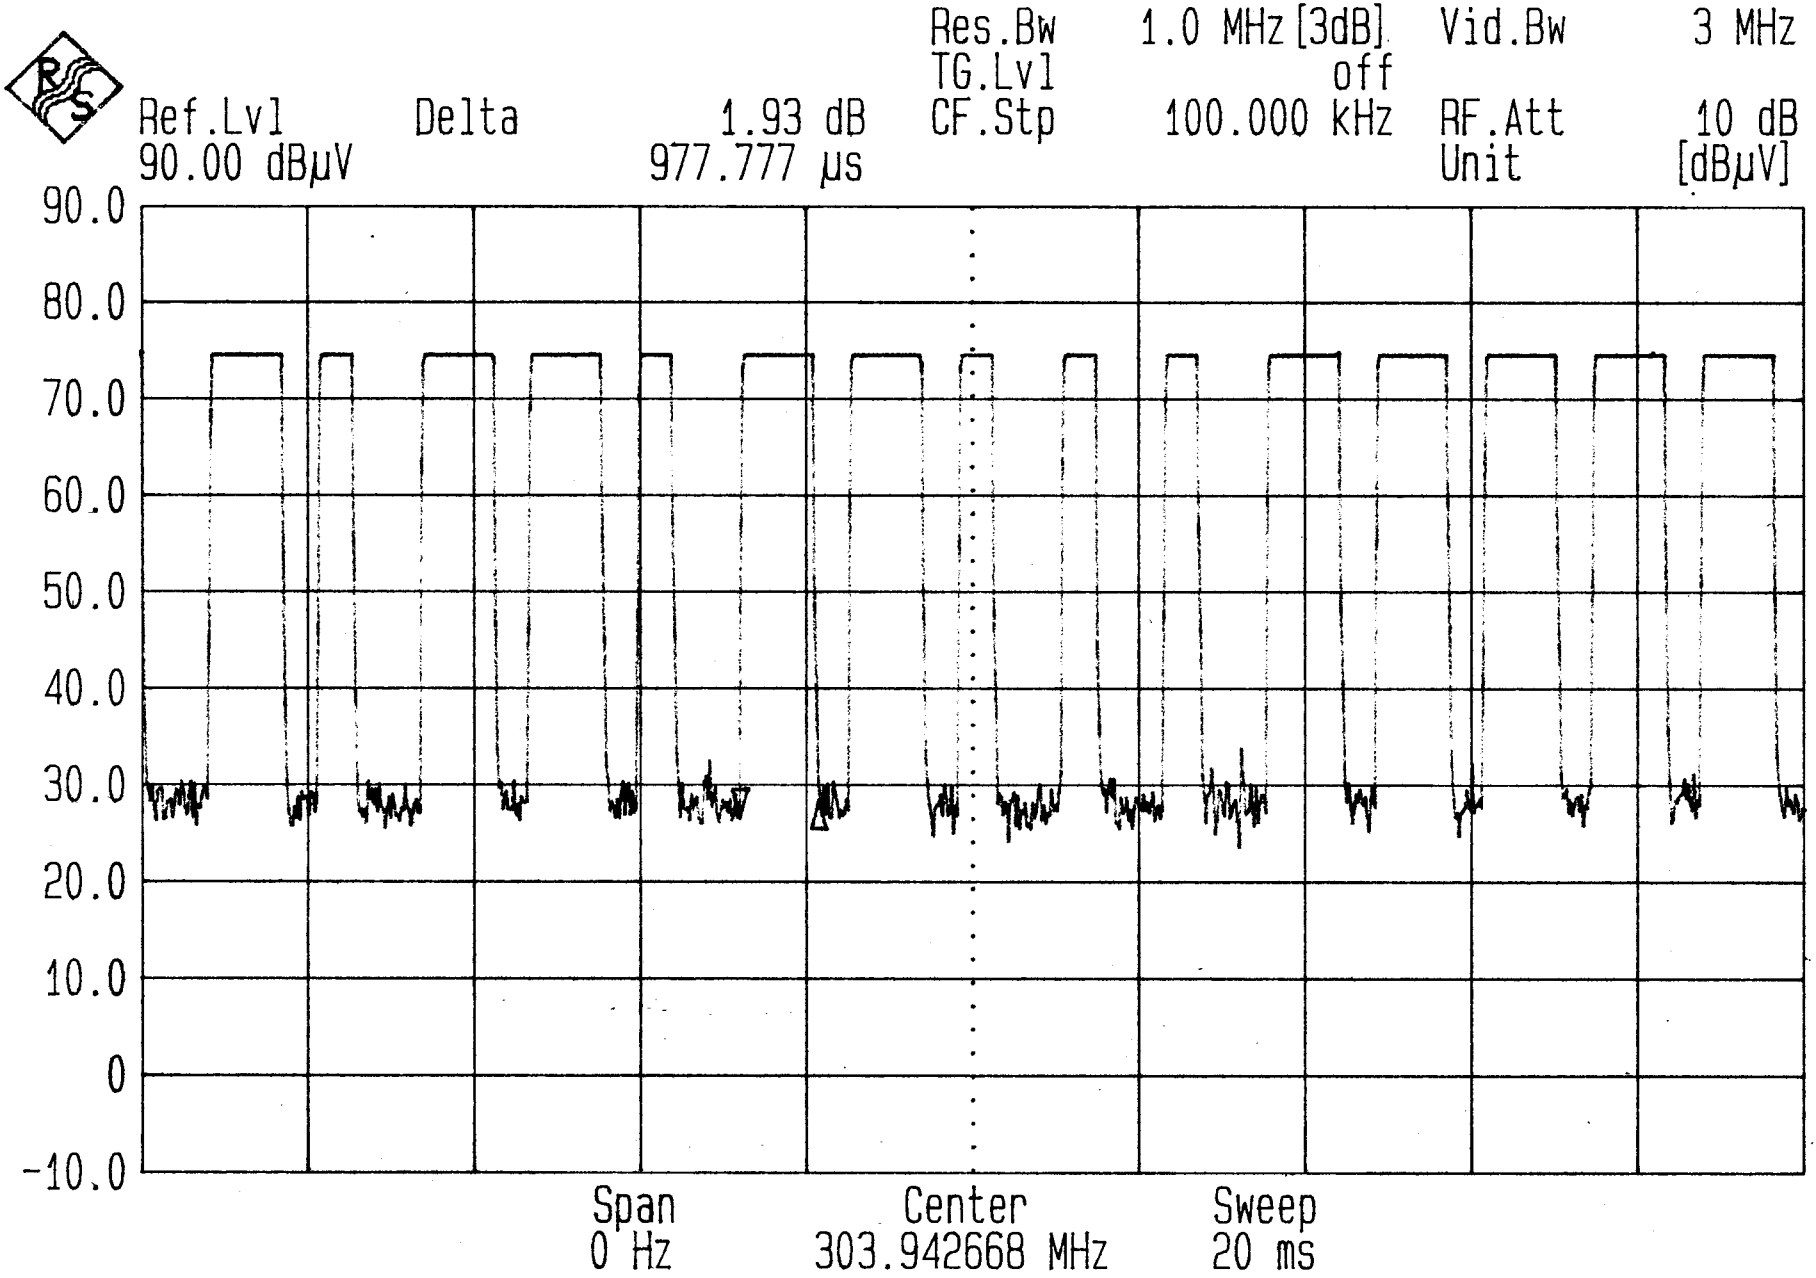 Res.Bw 1.0 MHz [3dB] Vid.Bw 3 MHz
TG.Lvl off
Ref.Lvl Delta 1.93 dB CF.Stp 100.000 kHz RF.Att 10 dB
90.00 dBµV 977.777 µs Unit [dBµV]
R
S
90.0
80.0
70.0
60.0
50.0
40.0
30.0
20.0
10.0
0
-10.0
Span Center Sweep
0 Hz 303.942668 MHz 20 ms